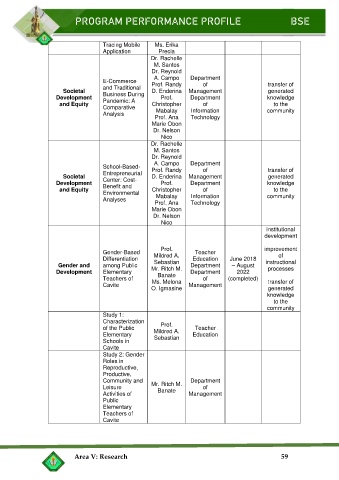 PROGRAM PERFORMANCE PROFILE BSE
Tracing Mobile
Application
Ms. Erika
Precia
Societal
Development
and Equity
E-Commerce
and Traditional
Business During
Pandemic: A
Comparative
Analysis
Dr. Rachelle
M. Santos
Dr. Reynold
A. Campo
Prof. Randy
D. Enderina
Prof.
Christopher
Mabalay
Prof. Ana
Marie Obon
Dr. Nelson
Nico
Department
of
Management
Department
of
Information
Technology
transfer of
generated
knowledge
to the
community
Societal
Development
and Equity
School-Based-
Entrepreneurial
Center: Cost-
Benefit and
Environmental
Analyses
Dr. Rachelle
M. Santos
Dr. Reynold
A. Campo
Prof. Randy
D. Enderina
Prof.
Christopher
Mabalay
Prof. Ana
Marie Obon
Dr. Nelson
Nico
Department
of
Management
Department
of
Information
Technology
transfer of
generated
knowledge
to the
community
Gender and
Development
Gender-Based
Differentiation
among Public
Elementary
Teachers of
Cavite
Prof.
Mildred A.
Sebastian
Mr. Ritch M.
Banate
Ms. Melona
O. Igmasine
Teacher
Education
Department
Department
of
Management
June 2018
– August
2022
(completed)
institutional
development
improvement
of
instructional
processes
transfer of
generated
knowledge
to the
community
Study 1:
Characterization
of the Public
Elementary
Schools in
Cavite
Prof.
Mildred A.
Sebastian
Teacher
Education
Study 2: Gender
Roles in
Reproductive,
Productive,
Community and
Leisure
Activities of
Public
Elementary
Teachers of
Cavite
Mr. Ritch M.
Banate
Department
of
Management
Area V: Research 59